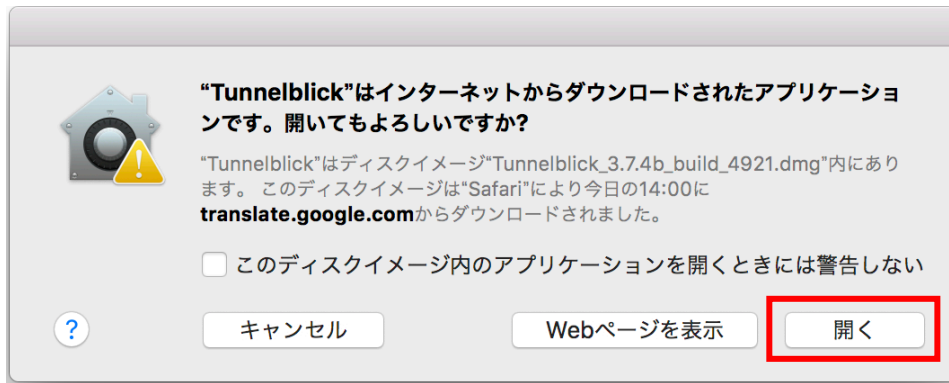 “Tunnelblick”はインターネットからダウンロードされたアプリケーショ
ンです。開いてもよろしいですか?
“Tunnelblick”はディスクイメージ“Tunnelblick_3.7.4b_build_4921.dmg”内にあり
ます。 このディスクイメージは“Safari”により今日の14:00に
translate.google.comからダウンロードされました。
このディスクイメージ内のアプリケーションを開くときには警告しない
? キャンセル Webページを表示 開く